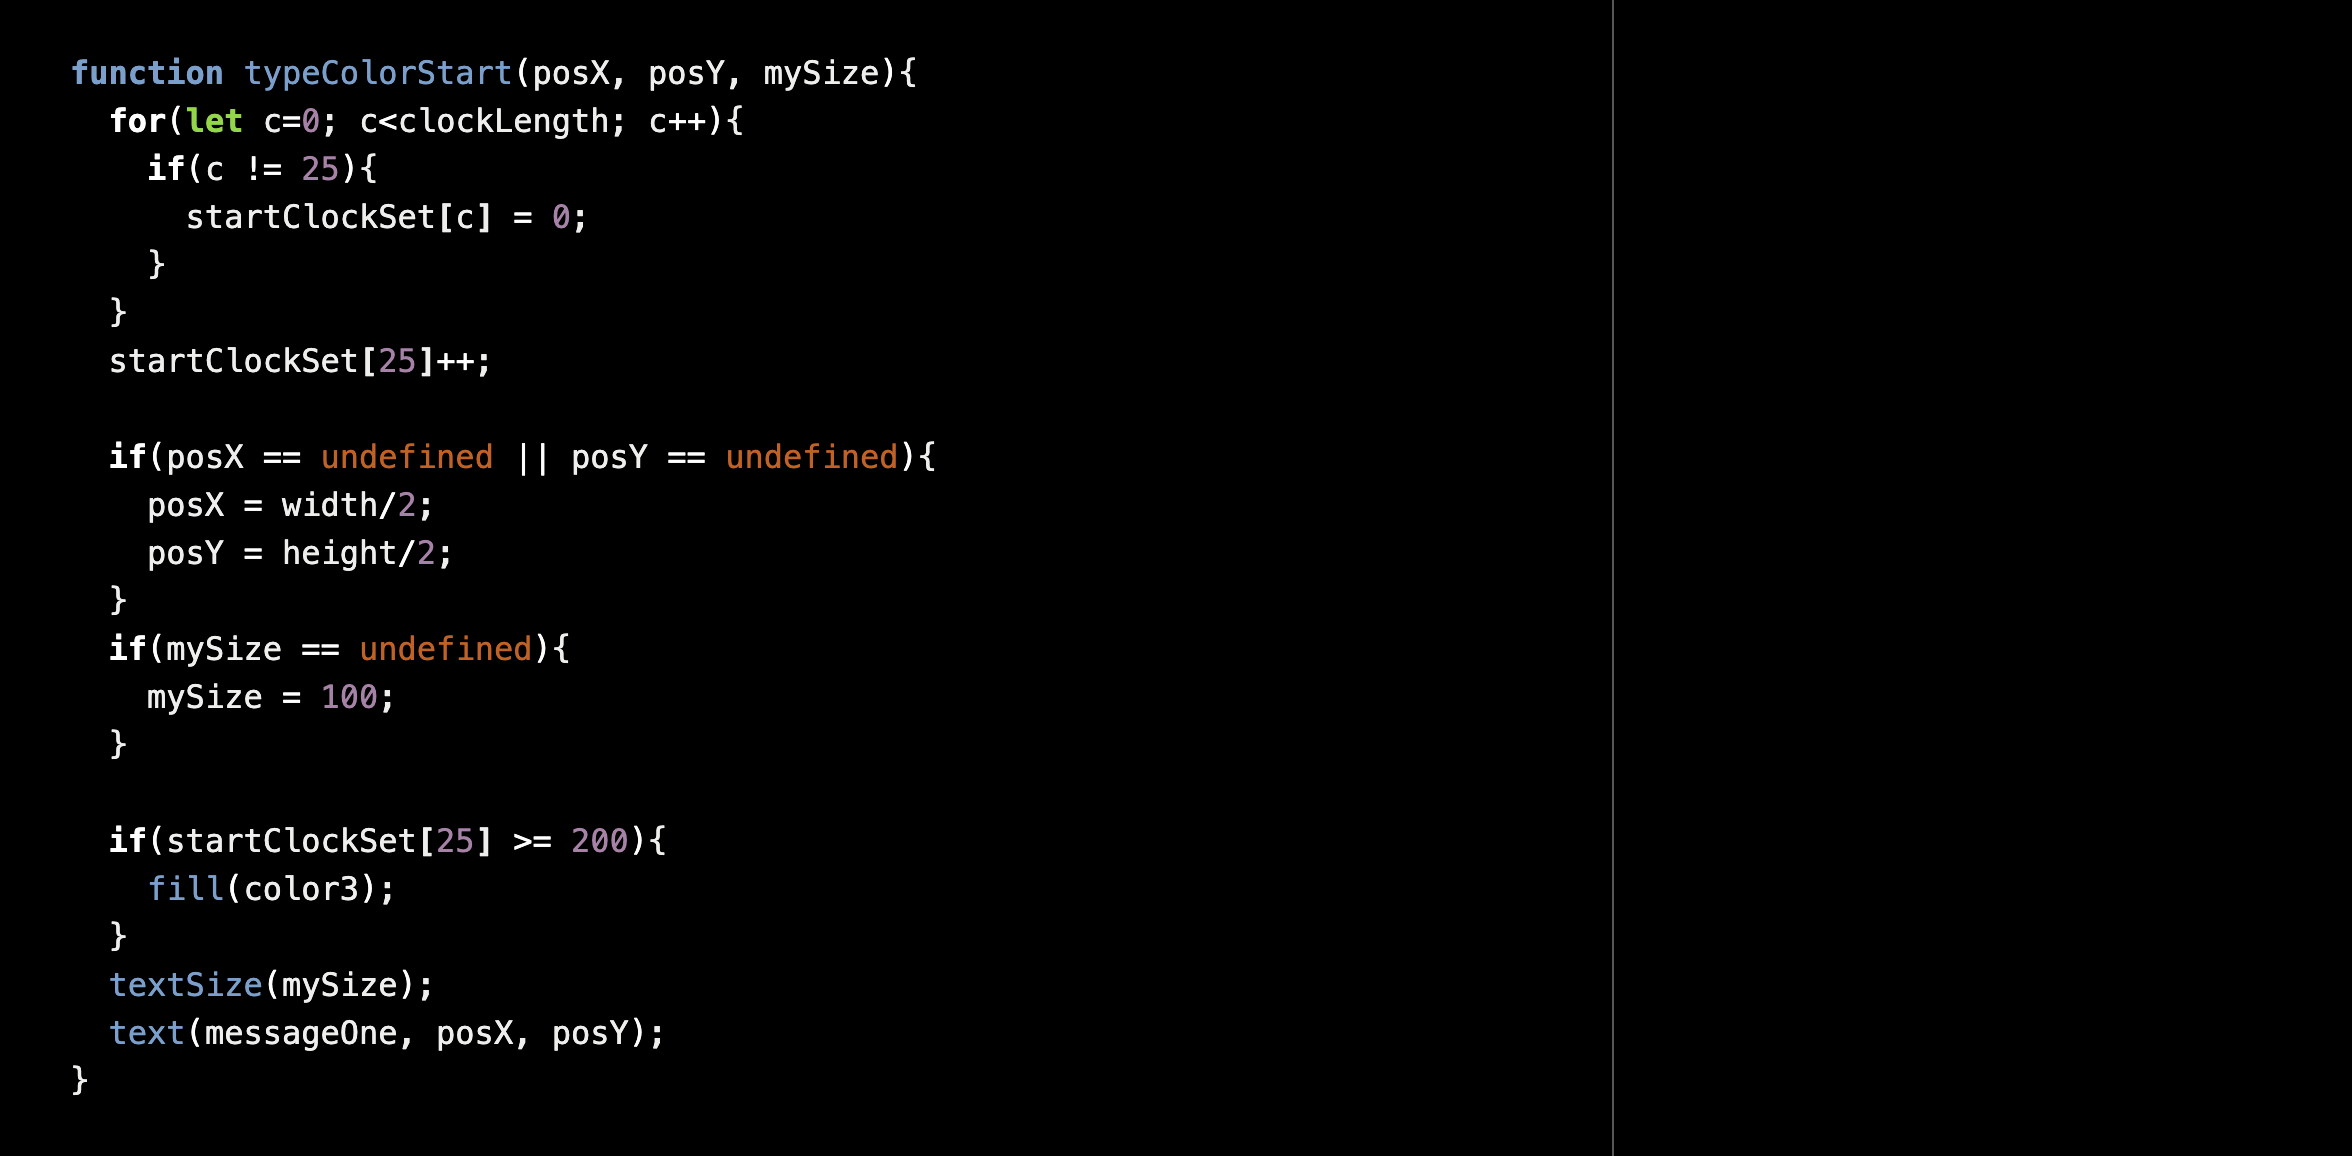 function typeColorStart(posX, posY, mySize){
  for(let c=0; c<clockLength; c++){
    if(c != 25){
      startClockSet[c] = 0;
    }
  }
  startClockSet[25]++;

  if(posX == undefined || posY == undefined){
    posX = width/2;
    posY = height/2;
  }
  if(mySize == undefined){
    mySize = 100;
  }

  if(startClockSet[25] >= 200){
    fill(color3);
  }
  textSize(mySize);
  text(messageOne, posX, posY);
}